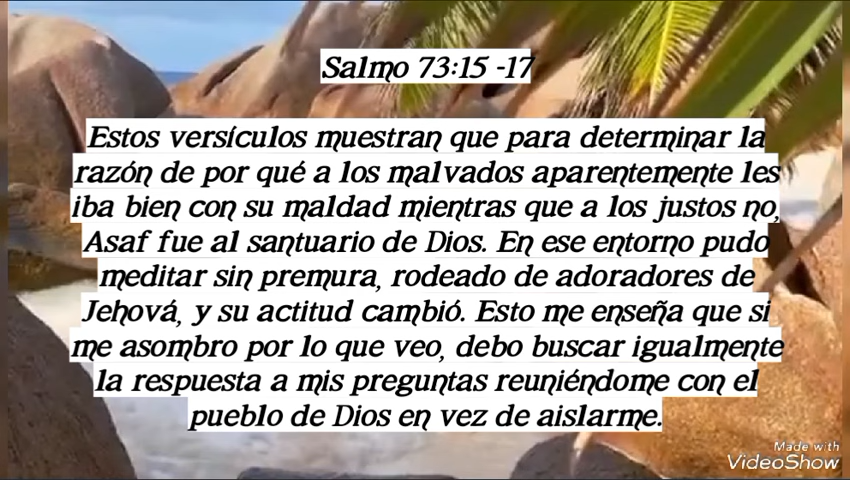 Salmo 73:15 -17
Estos versículos muestran que para determinar la
razón de por qué a los malvados aparentemente les
iba bien con su maldad mientras que a los justos no,
Asaf fue al santuario de Dios. En ese entorno pudo
meditar sin premura, rodeado de adoradores de
Jehová, y su actitud cambió. Esto me enseña que si
me asombro por lo que veo, debo buscar igualmente
la respuesta a mis preguntas reuniéndome con el
pueblo de Dios en vez de aislarme.
Made with
VideoShow